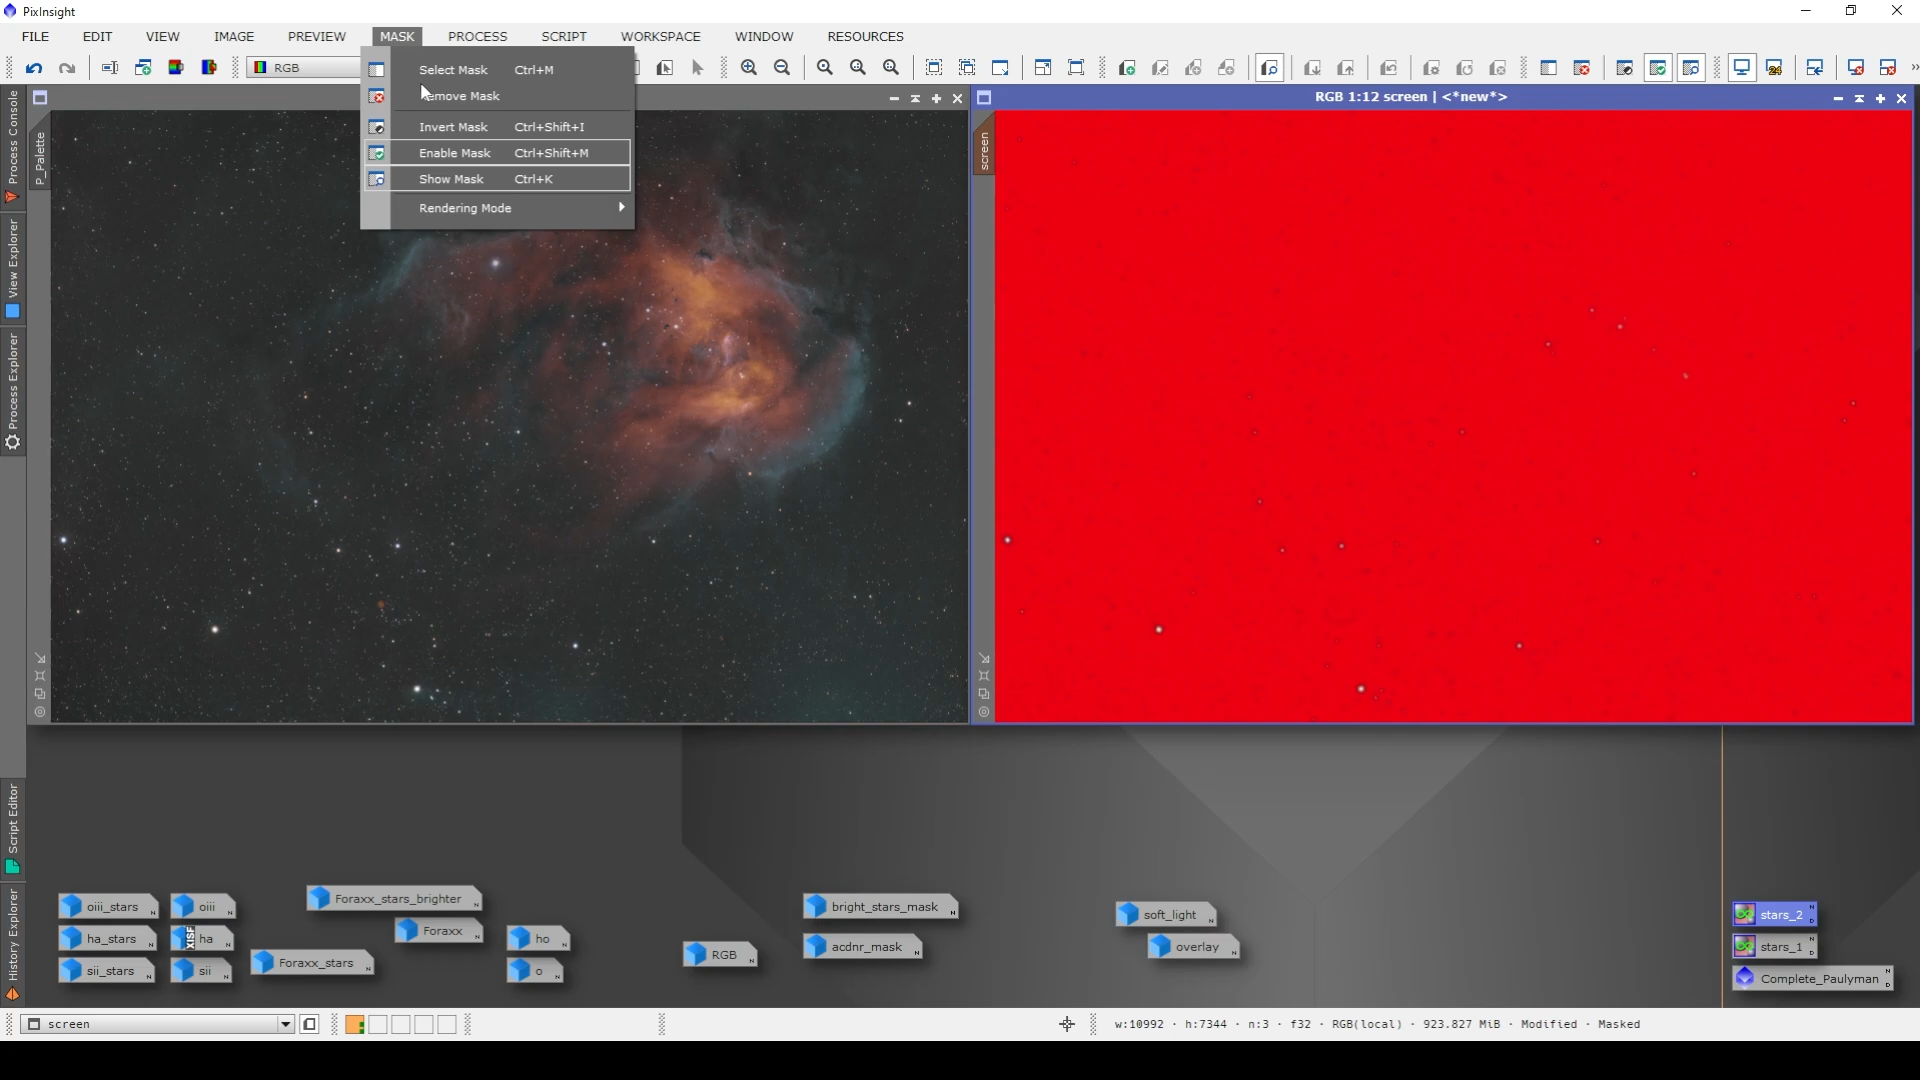 PixInsight
FILE EDIT VIEW IMAGE PREVIEW MASK PROCESS SCRIPT WORKSPACE WINDOW RESOURCES
RGB
24
Select Mask Ctrl+M
emove Mask
Invert Mask Ctrl+Shift+I
Enable Mask Ctrl+Shift+M
Show Mask Ctrl+K
Rendering Mode
RGB 1:12 screen | <*new*>
Process Console
View Explorer
Process Explorer
Script Editor
History Explorer
P_Palette
screen
oiii_stars
oiii
ha_stars
XISF
ha
sii_stars
sii
Foraxx_stars_brighter
Foraxx
Foraxx_stars
ho
o
RGB
bright_stars_mask
acdnr_mask
soft_light
overlay
stars_2
stars_1
Complete_Paulyman
screen
w:10992 · h:7344 · n:3 · f32 · RGB(local) · 923.827 MiB · Modified · Masked